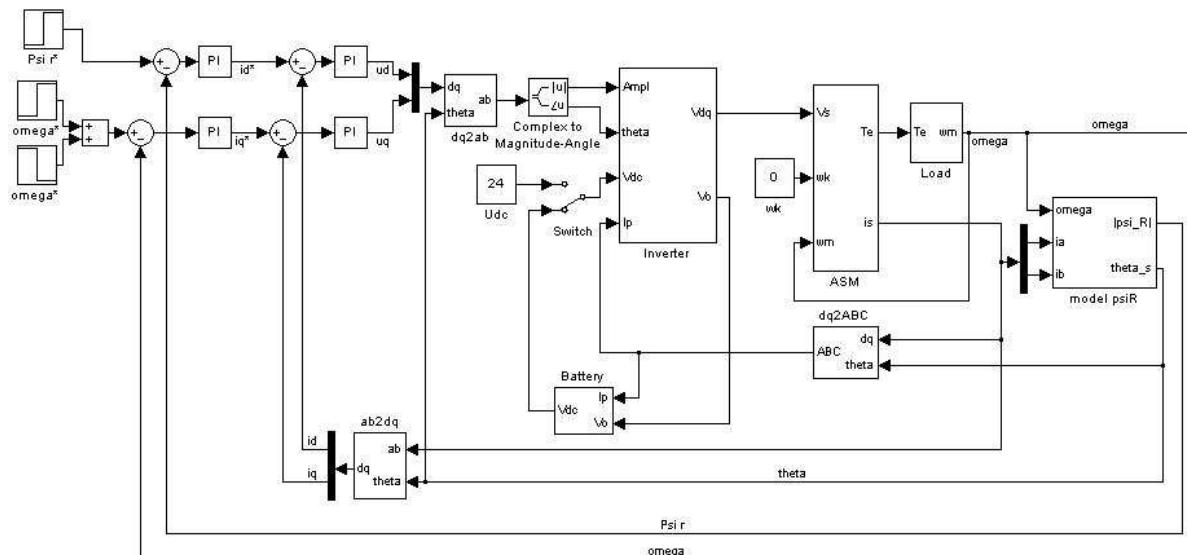 Psi r*
omega*
omega*
+
-
+
+
+
-
PI
id*
PI
iq*
+
-
+
-
PI
ud
PI
uq
dq
theta
ab
dq2ab
|u|
∠u
Complex to
Magnitude-Angle
24
Udc
Switch
Ampl
theta
Vdc
Ip
Vdq
Vo
Inverter
0
wk
Vs
wk
wm
Te
is
ASM
Te
wm
Load
omega
omega
omega
ia
ib
|psi_R|
theta_s
model psiR
dq2ABC
ABC
dq
theta
Battery
Vdc
Ip
Vo
ab2dq
id
iq
dq
ab
theta
theta
Psi r
omega